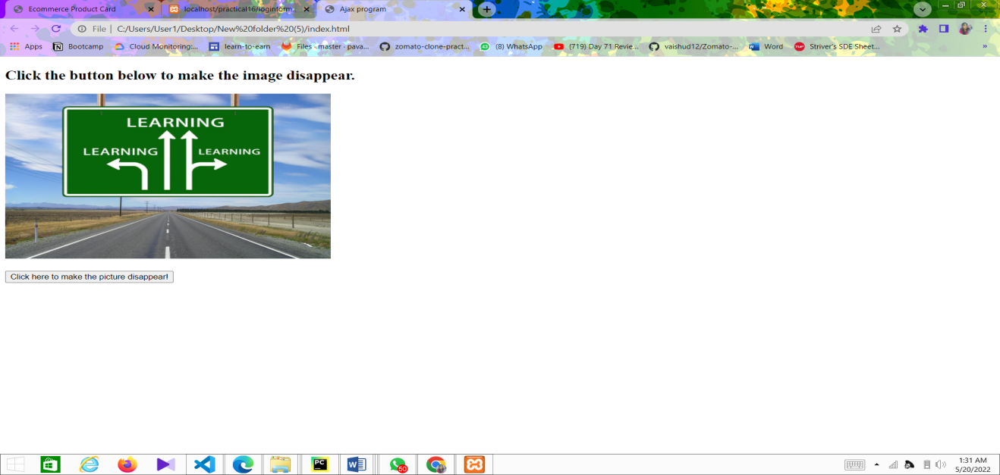 Ecommerce Product Card
localhost/practical16/loginform
Ajax program
File | C:/Users/User1/Desktop/New%20folder%20(5)/index.html
Apps Bootcamp Cloud Monitoring:... learn-to-earn Files · master · pava... zomato-clone-pract... (8) WhatsApp (719) Day 71 Revie... vaishud12/Zomato-... Word Striver's SDE Sheet... »
Click the button below to make the image disappear.
LEARNING
LEARNING LEARNING
Click here to make the picture disappear!
PC
50
1:31 AM
5/20/2022